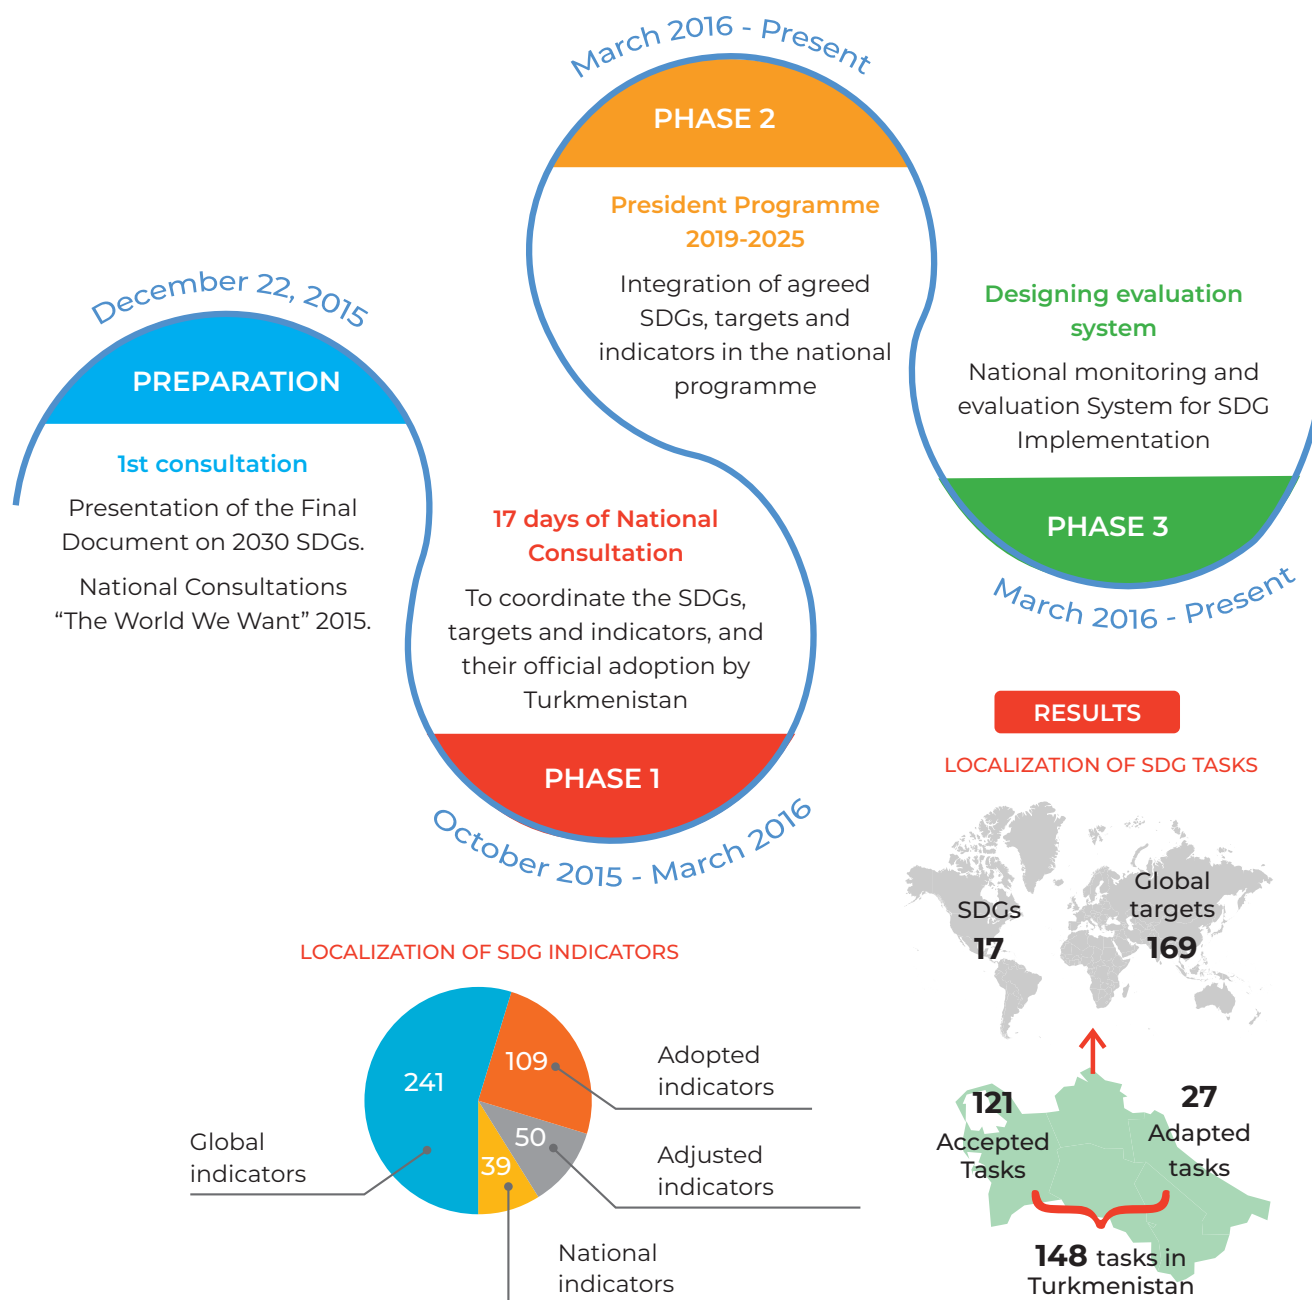 December 22, 2015
PREPARATION
1st consultation
Presentation of the Final
Document on 2030 SDGs.
National Consultations
“The World We Want” 2015.
17 days of National
Consultation
To coordinate the SDGs,
targets and indicators, and
their official adoption by
Turkmenistan
PHASE 1
October 2015 - March 2016
March 2016 - Present
PHASE 2
President Programme
2019-2025
Integration of agreed
SDGs, targets and
indicators in the national
programme
Designing evaluation
system
National monitoring and
evaluation System for SDG
Implementation
PHASE 3
March 2016 - Present
RESULTS
LOCALIZATION OF SDG TASKS
SDGs
17
Global
targets
169
121
Accepted
Tasks
27
Adapted
tasks
148 tasks in
Turkmenistan
LOCALIZATION OF SDG INDICATORS
241
109
50
39
Global
indicators
Adopted
indicators
Adjusted
indicators
National
indicators